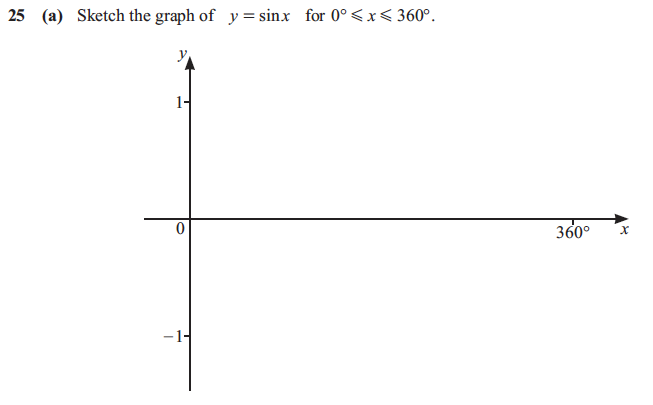 25 (a) Sketch the graph of y = sin x for 0° ⩽ x ⩽ 360°.
y
1
0
360° x
−1